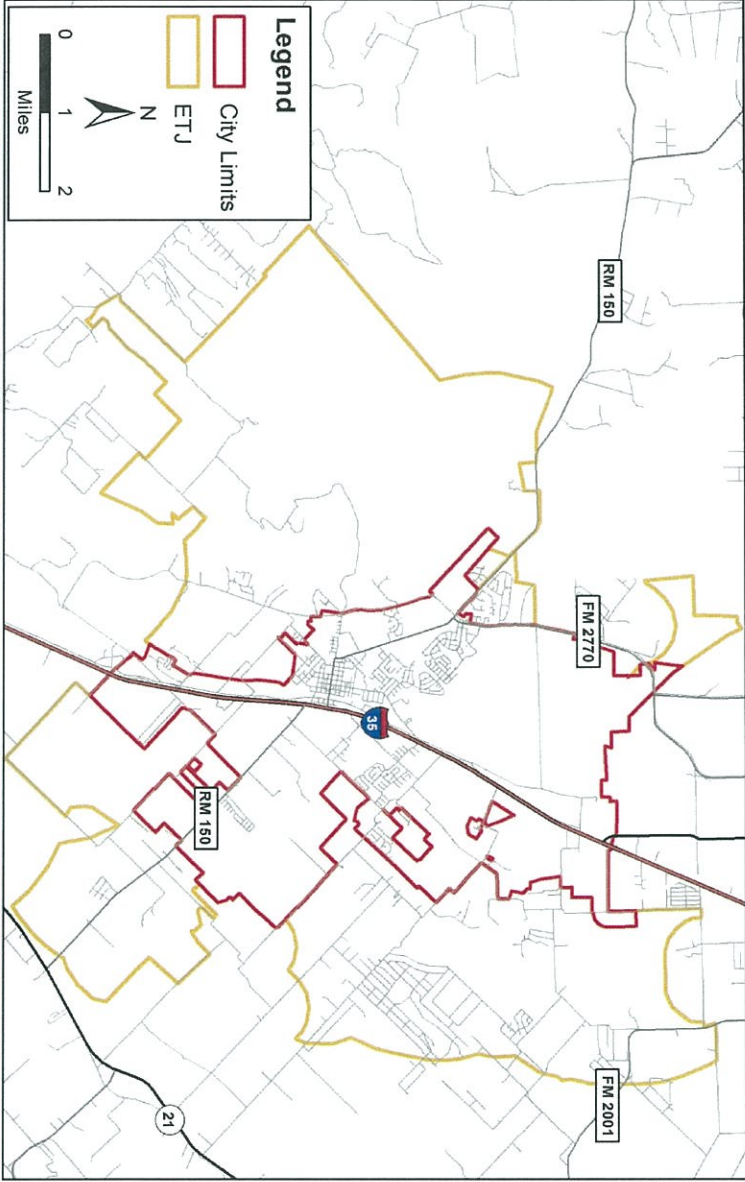 Legend
City Limits
ETJ
N
0 1 2
Miles
RM 150
FM 2770
35
RM 150
FM 2001
21